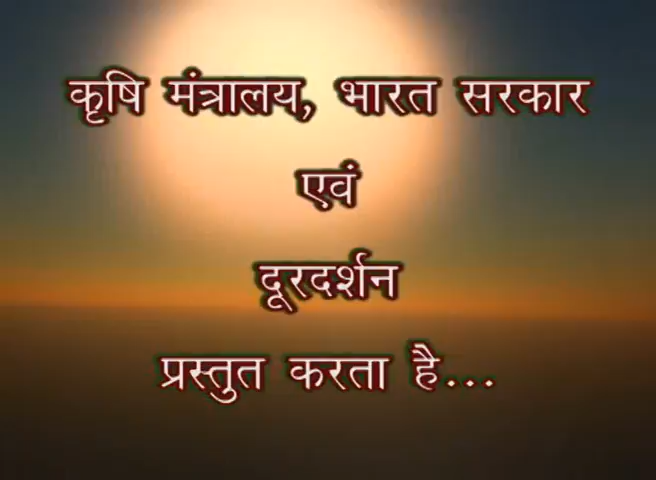 कृषि मंत्रालय, भारत सरकार
एवं
दूरदर्शन
प्रस्तुत करता है...